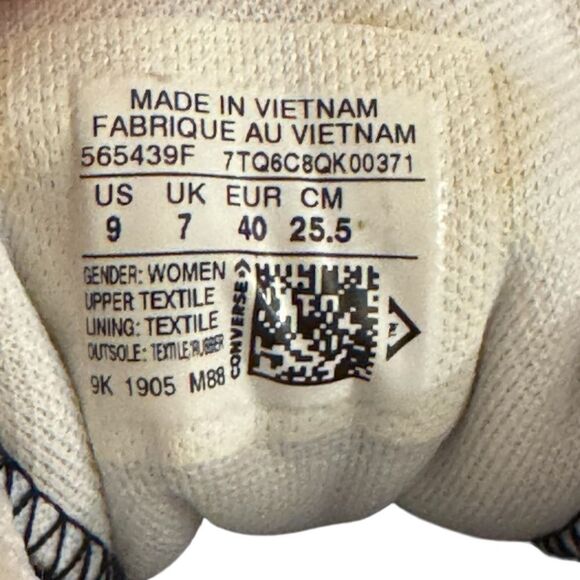 MADE IN VIETNAM
FABRIQUE AU VIETNAM
565439F 7TQ6C8QK00371
US UK EUR CM
9 7 40 25.5
GENDER: WOMEN
UPPER TEXTILE
LINING: TEXTILE
OUTSOLE: TEXTILE/RUBBER
9K 1905 M88
CONVERSE
TM